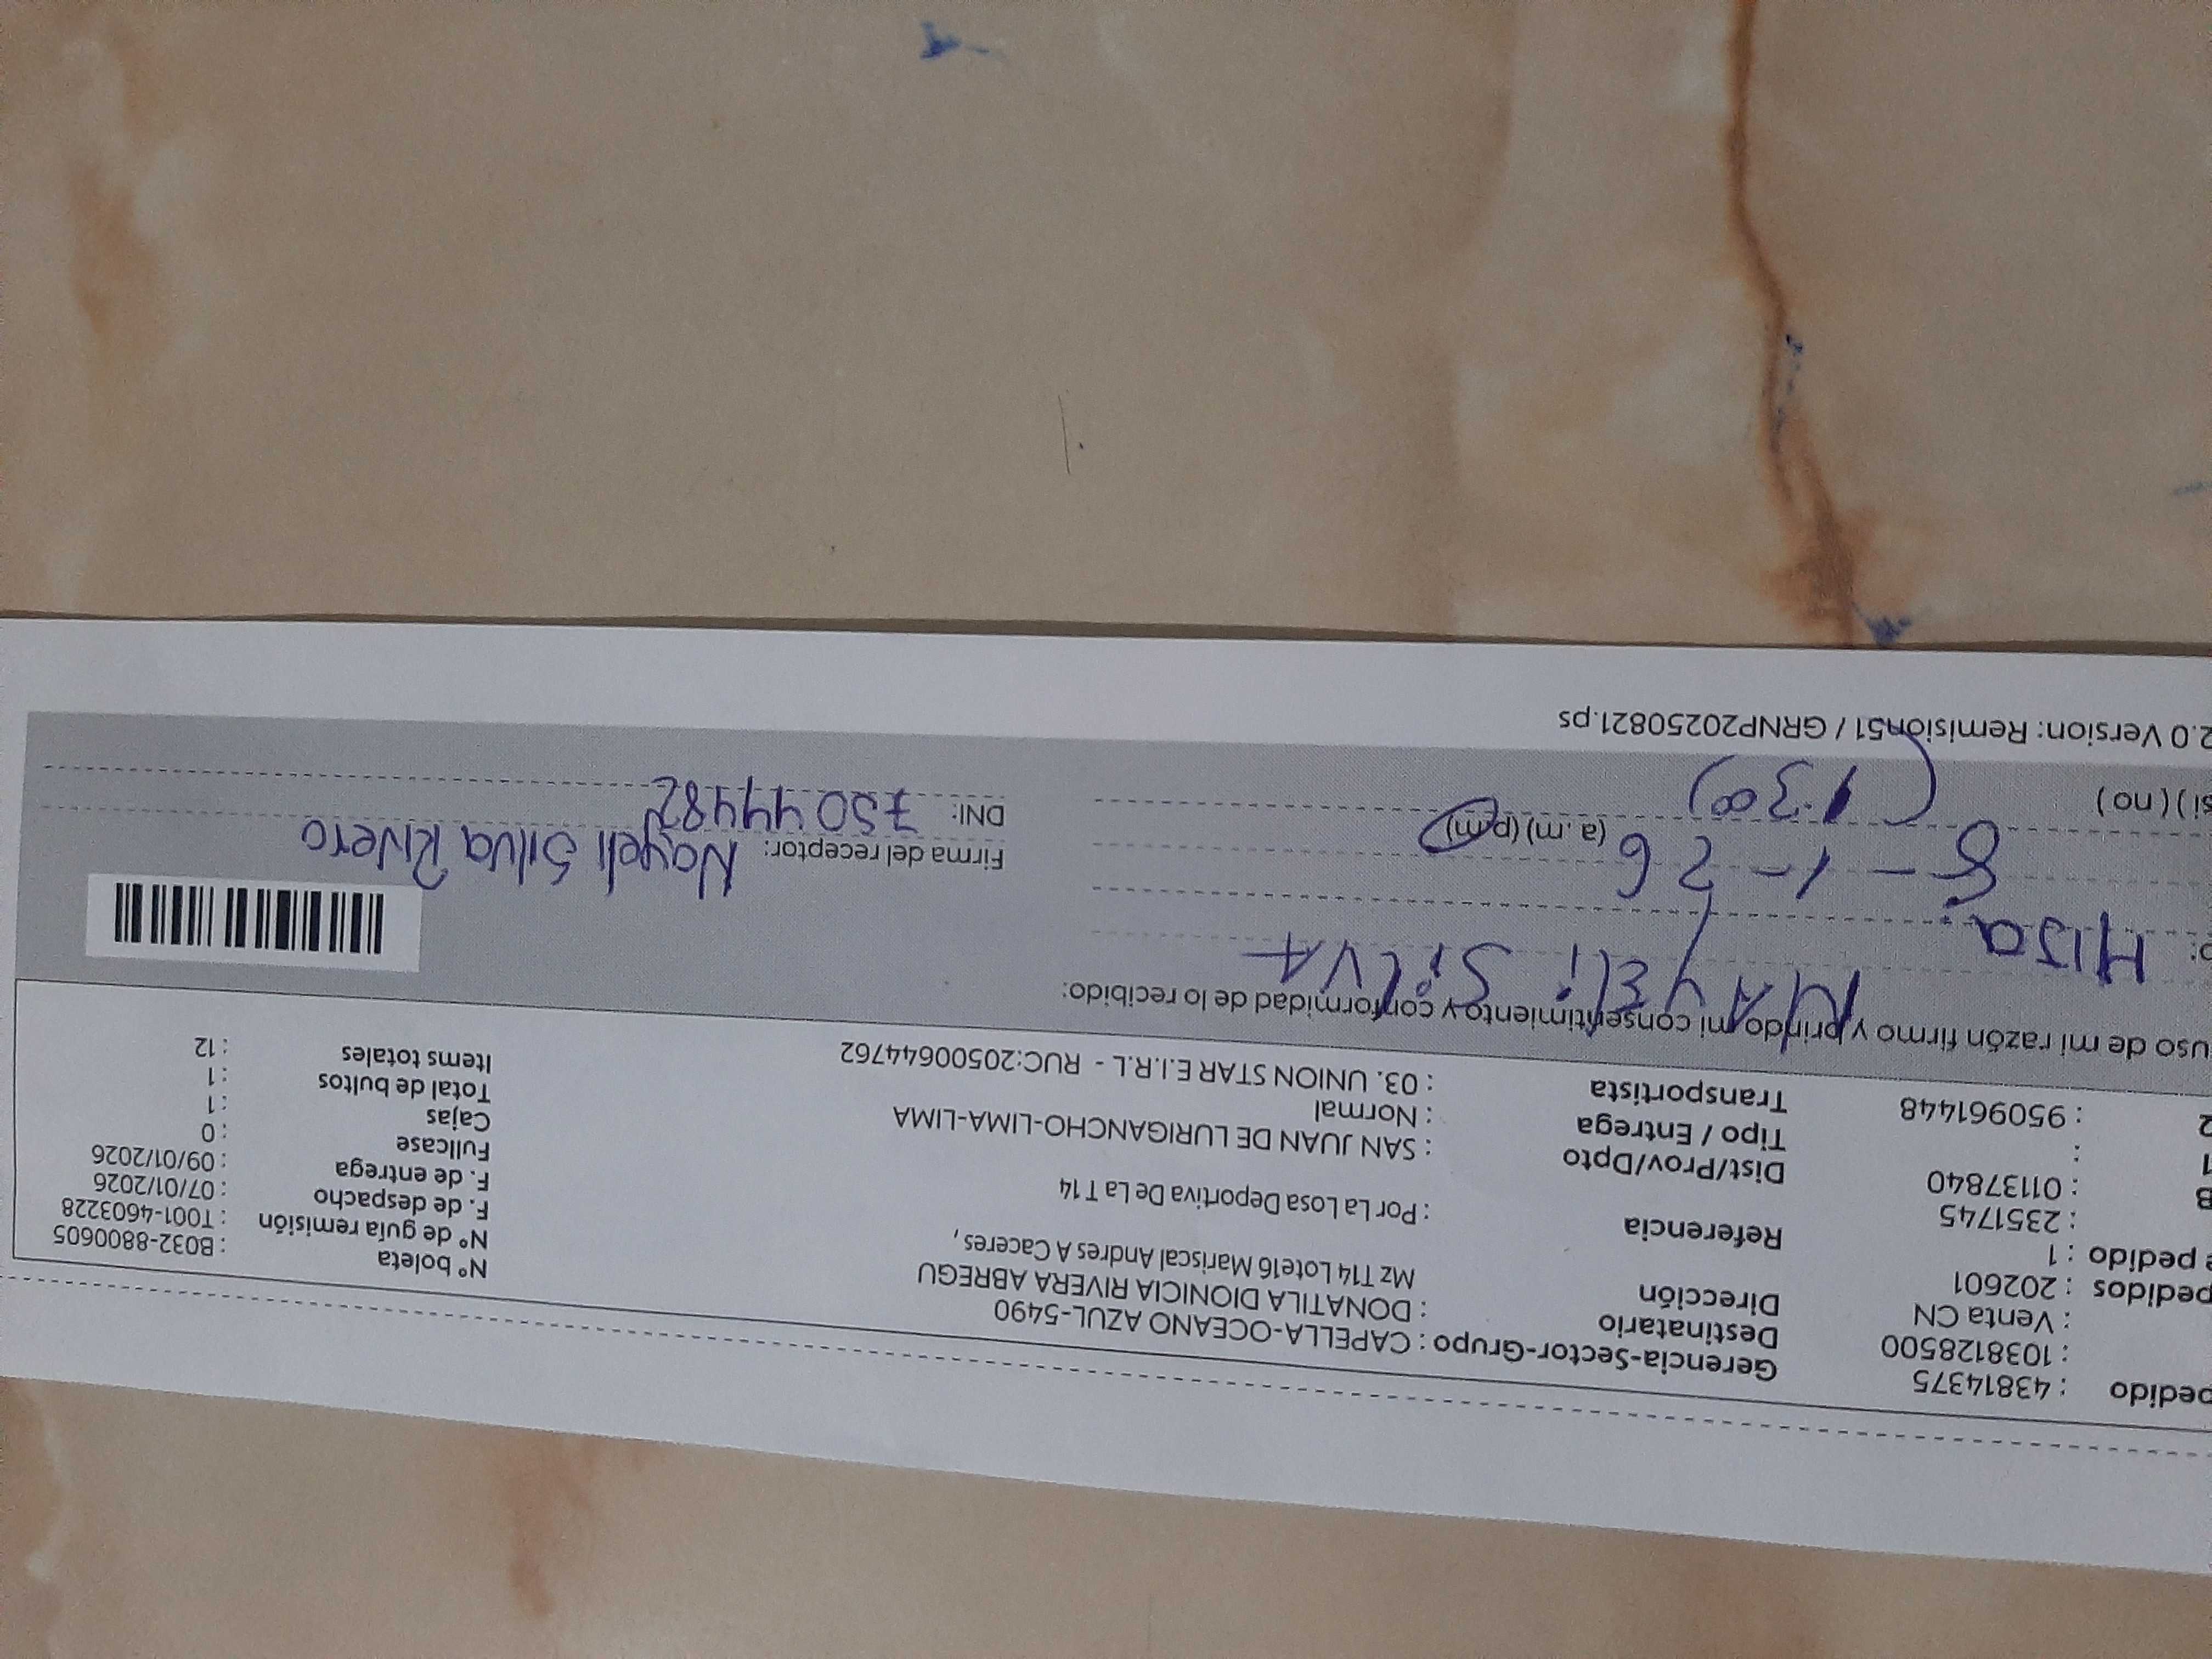 pedido : 43814375
: 1038128500
: Venta CN
pedidos : 202601
e pedido : 1
: 2351745
B : 01137840
1 :
2 : 950961448
Gerencia-Sector-Grupo : CAPELLA-OCEANO AZUL-5490
Destinatario : DONATILA DIONICIA RIVERA ABREGU
Dirección Mz T14 Lote16 Mariscal Andres A Caceres ,
Referencia : Por La Losa Deportiva De La T14
Dist/Prov/Dpto : SAN JUAN DE LURIGANCHO-LIMA-LIMA
Tipo / Entrega : Normal
Transportista : 03. UNION STAR E.I.R.L - RUC:20500644762
Nº boleta : B032-8800605
Nº de guía remisión : T001-4603228
F. de despacho : 07/01/2026
F. de entrega : 09/01/2026
Fullcase : 0
Cajas : 1
Total de bultos : 1
Items totales : 12
uso de mi razón firmo y brindo mi consentimiento y conformidad de lo recibido:
NAYELi SiLVA
o: HIJA
8 - 1 - 26 (a. m) (p.m)
si ) ( no ) (1:30)
Firma del receptor: Nayeli Silva Rivero
DNI: 75044482
2.0 Version: Remisión51 / GRNP20250821.ps